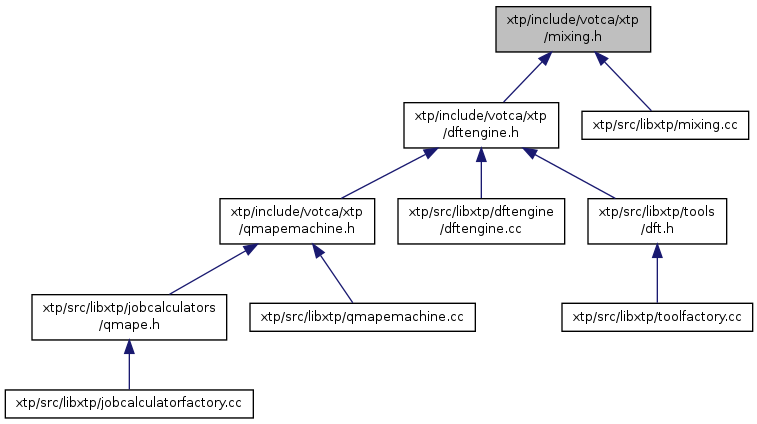 xtp/include/votca/xtp
/mixing.h
xtp/include/votca/xtp
/dftengine.h
xtp/src/libxtp/mixing.cc
xtp/include/votca/xtp
/qmapemachine.h
xtp/src/libxtp/dftengine
/dftengine.cc
xtp/src/libxtp/tools
/dft.h
xtp/src/libxtp/jobcalculators
/qmape.h
xtp/src/libxtp/qmapemachine.cc
xtp/src/libxtp/toolfactory.cc
xtp/src/libxtp/jobcalculatorfactory.cc